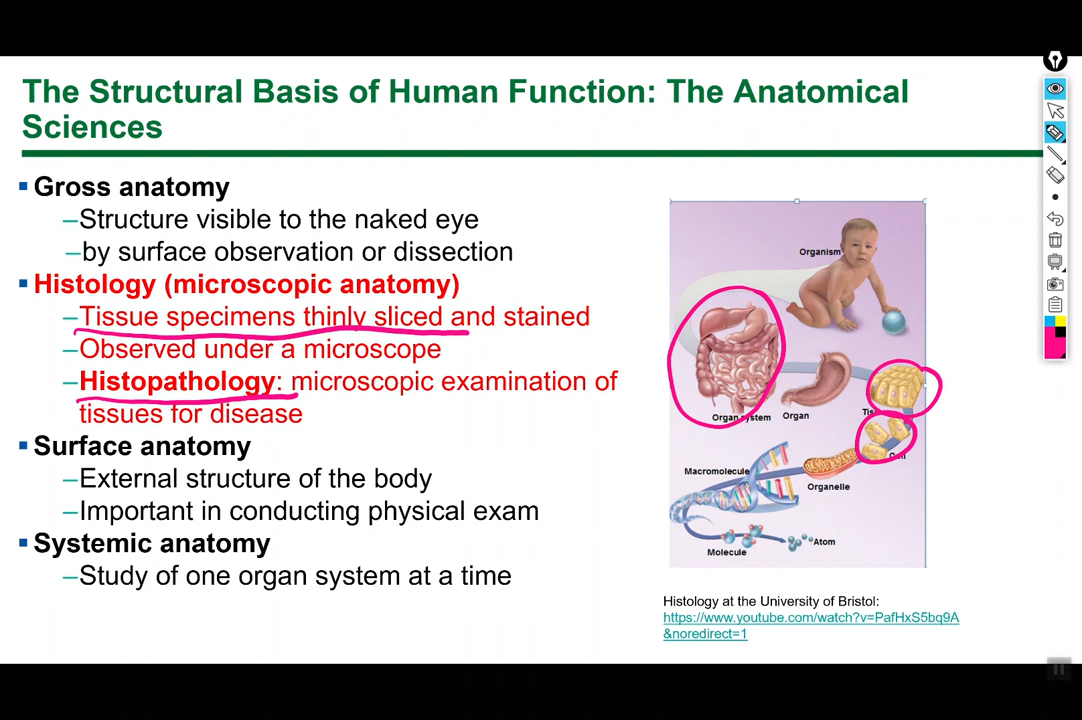 The Structural Basis of Human Function: The Anatomical
Sciences
Gross anatomy
–Structure visible to the naked eye
–by surface observation or dissection
Histology (microscopic anatomy)
–Tissue specimens thinly sliced and stained
–Observed under a microscope
–Histopathology: microscopic examination of
tissues for disease
Surface anatomy
–External structure of the body
–Important in conducting physical exam
Systemic anatomy
–Study of one organ system at a time
Organism
Organ system
Organ
Macromolecule
Organelle
Molecule
Atom
Histology at the University of Bristol:
https://www.youtube.com/watch?v=PafHxS5bq9A
&noredirect=1